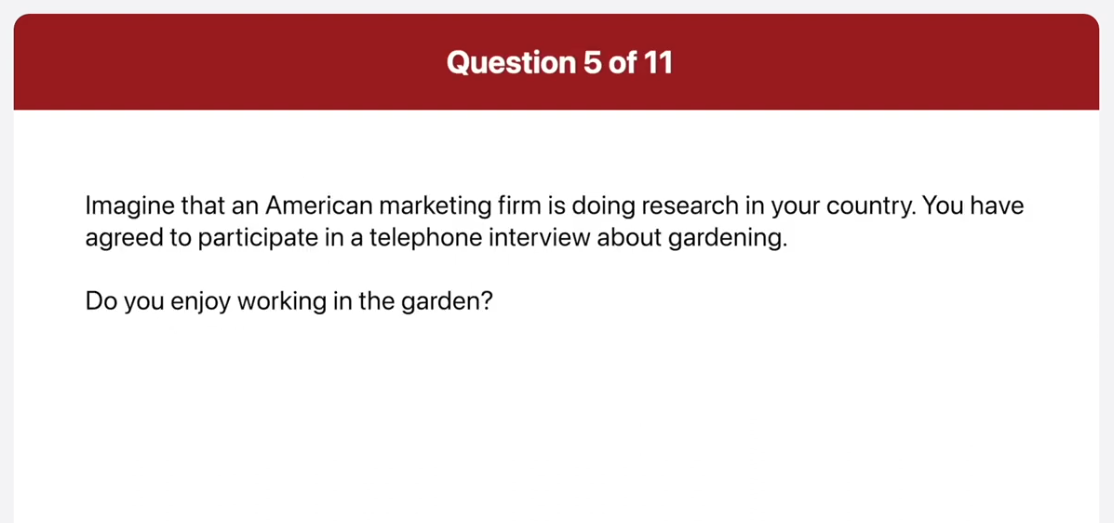 Question 5 of 11
Imagine that an American marketing firm is doing research in your country. You have
agreed to participate in a telephone interview about gardening.
Do you enjoy working in the garden?